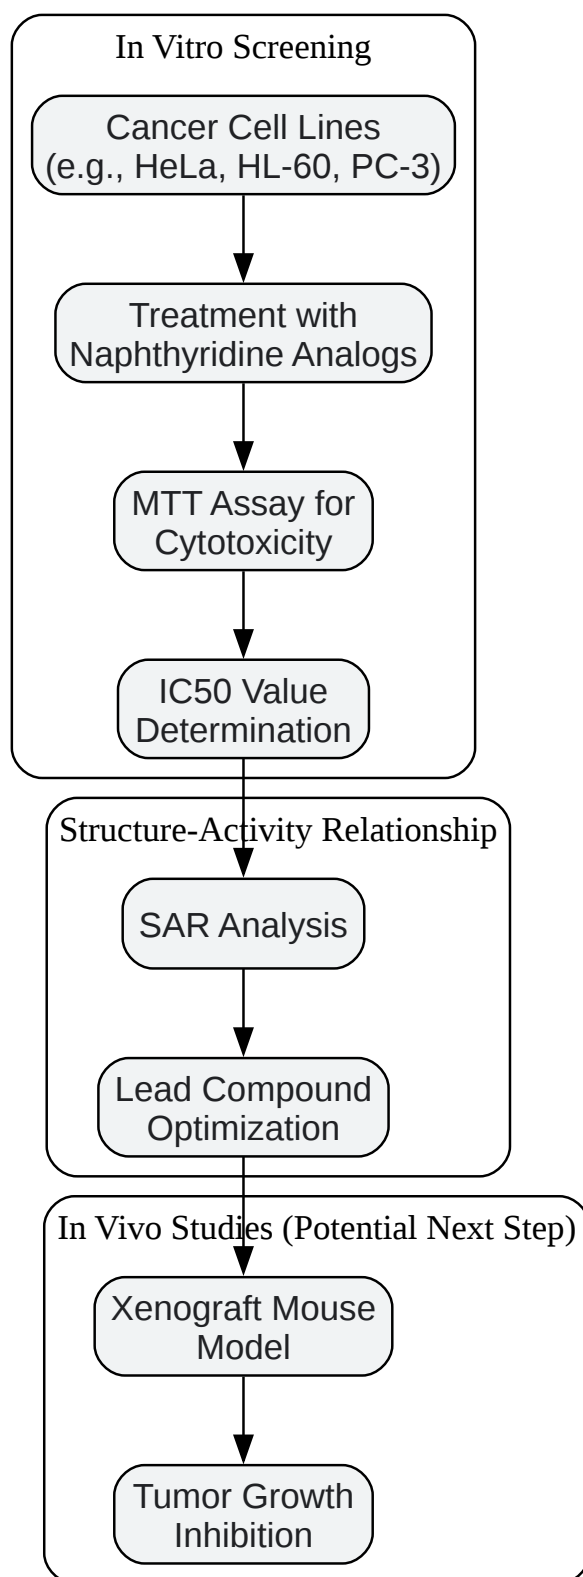 In Vitro Screening
Cancer Cell Lines
(e.g., HeLa, HL-60, PC-3)
Treatment with
Naphthyridine Analogs
MTT Assay for
Cytotoxicity
IC50 Value
Determination
Structure-Activity Relationship
SAR Analysis
Lead Compound
Optimization
In Vivo Studies (Potential Next Step)
Xenograft Mouse
Model
Tumor Growth
Inhibition